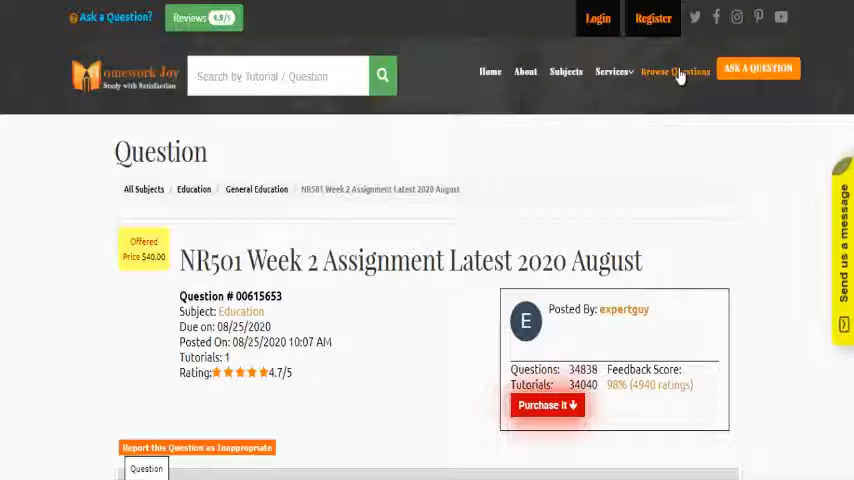 Ask a Question?
Reviews 4.9/5
Login
Register
omework Joy
Study with Satisfaction
Search by Tutorial / Question
Home
About
Subjects
Services
Browse Questions
ASK A QUESTION
Question
All Subjects / Education / General Education / NR501 Week 2 Assignment Latest 2020 August
Offered
Price $40.00
NR501 Week 2 Assignment Latest 2020 August
Question # 00615653
Subject: Education
Due on: 08/25/2020
Posted On: 08/25/2020 10:07 AM
Tutorials: 1
Rating: 4.7/5
E
Posted By: expertguy
Questions: 34838 Feedback Score:
Tutorials: 34040 98% (4940 ratings)
Purchase It
Report this Question as Inappropriate
Question
Send us a message